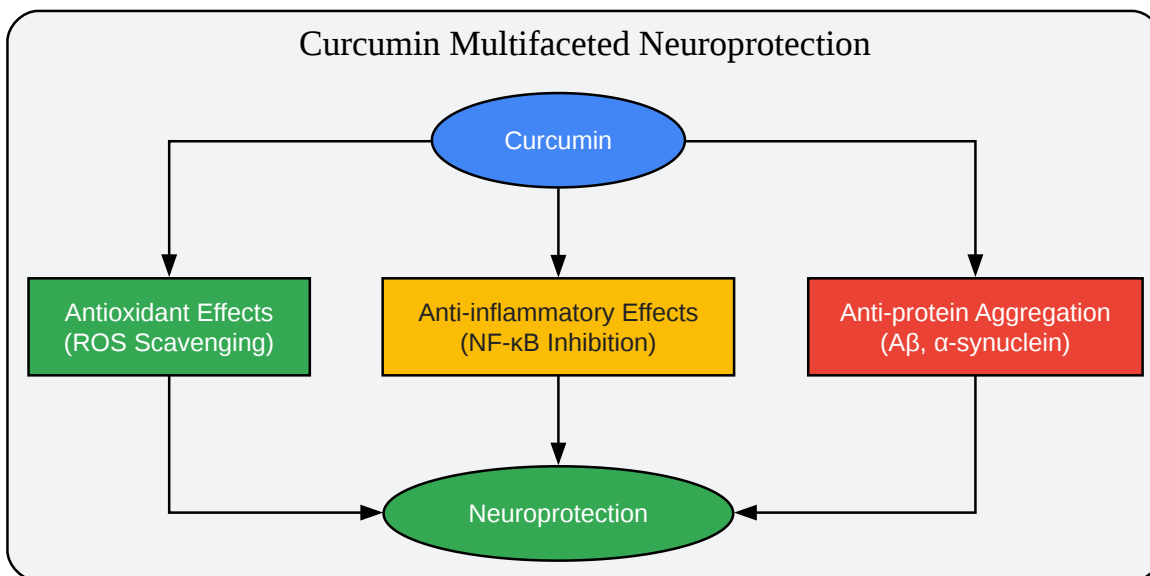 Curcumin Multifaceted Neuroprotection
Curcumin
Antioxidant Effects
(ROS Scavenging)
Anti-inflammatory Effects
(NF-κB Inhibition)
Anti-protein Aggregation
(Aβ, α-synuclein)
Neuroprotection